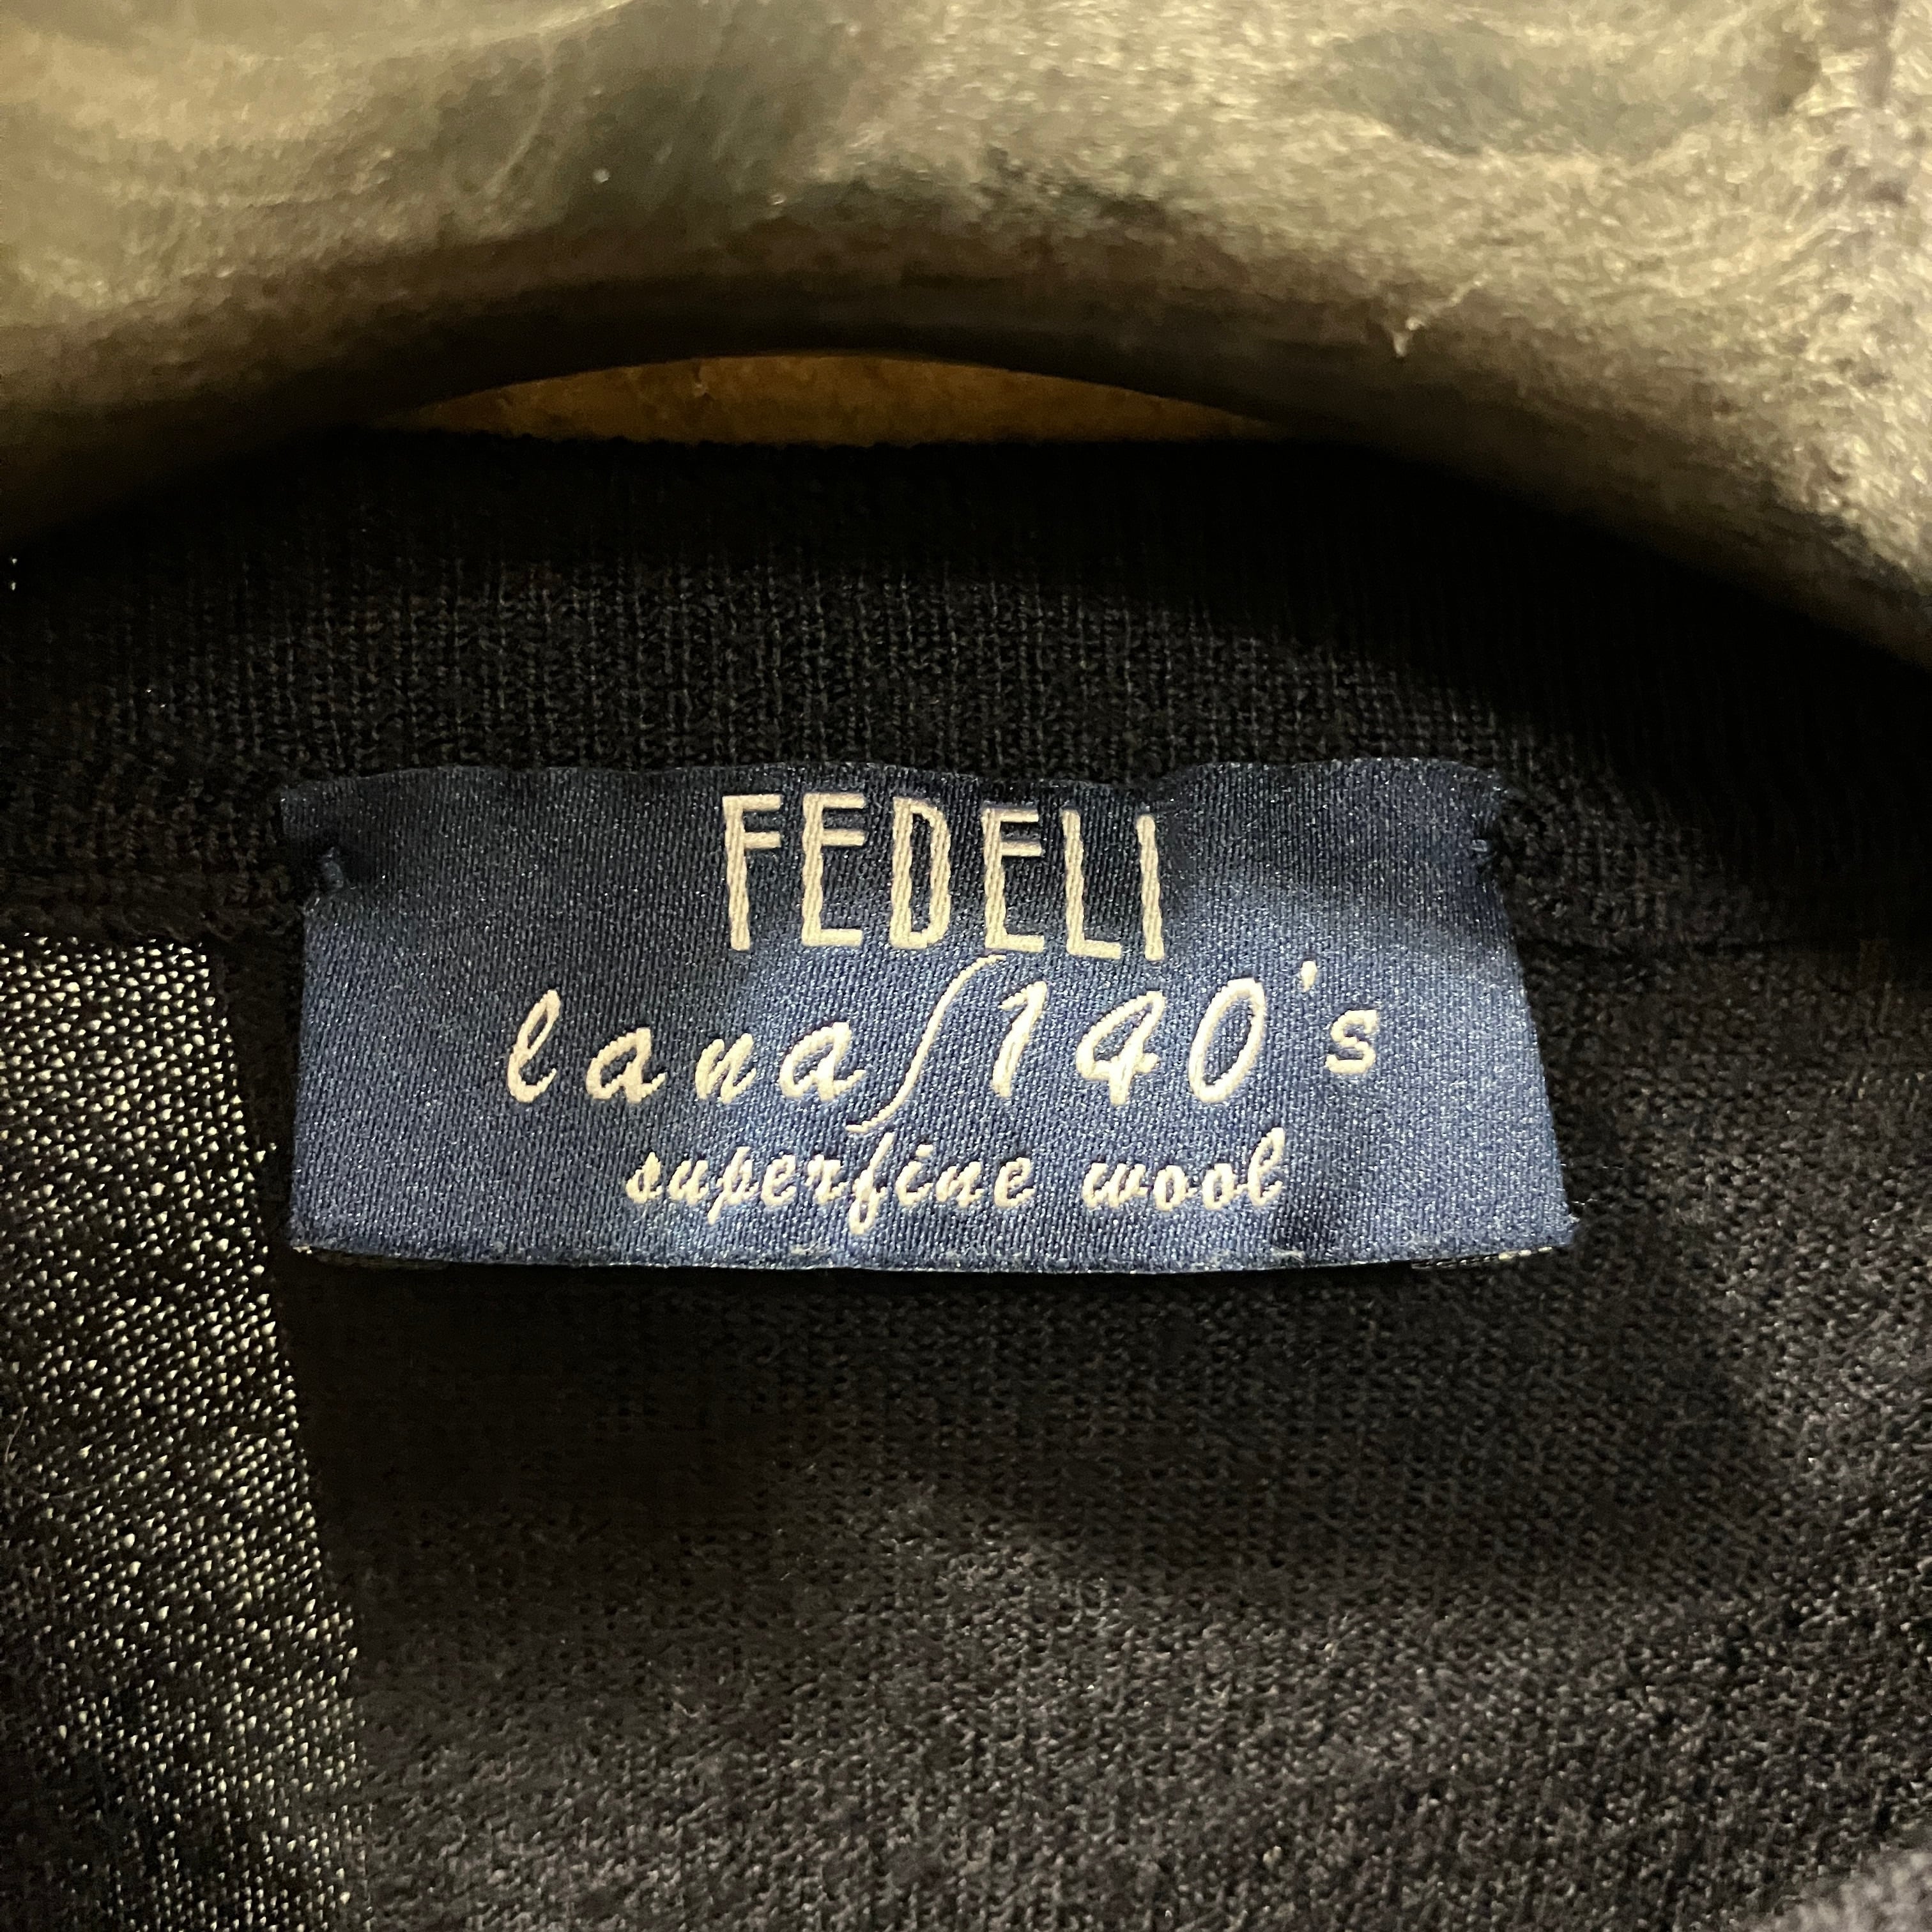 FEDELI
lana/140's
superfine wool